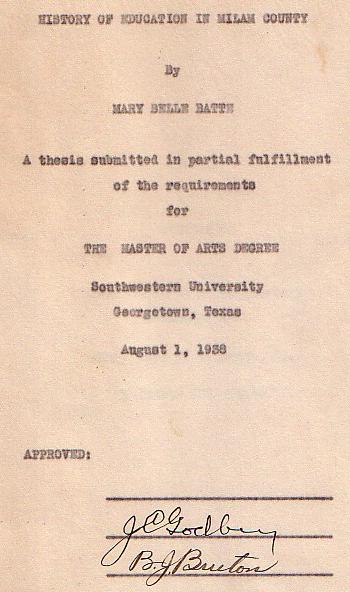 HISTORY OF EDUCATION IN MILAM COUNTY
By
MARY BELLE BATTE
A thesis submitted in partial fulfillment
of the requirements
for
THE MASTER OF ARTS DEGREE
Southwestern University
Georgetown, Texas
August 1, 1938
APPROVED:
J C Godbey
B. J. Bruton